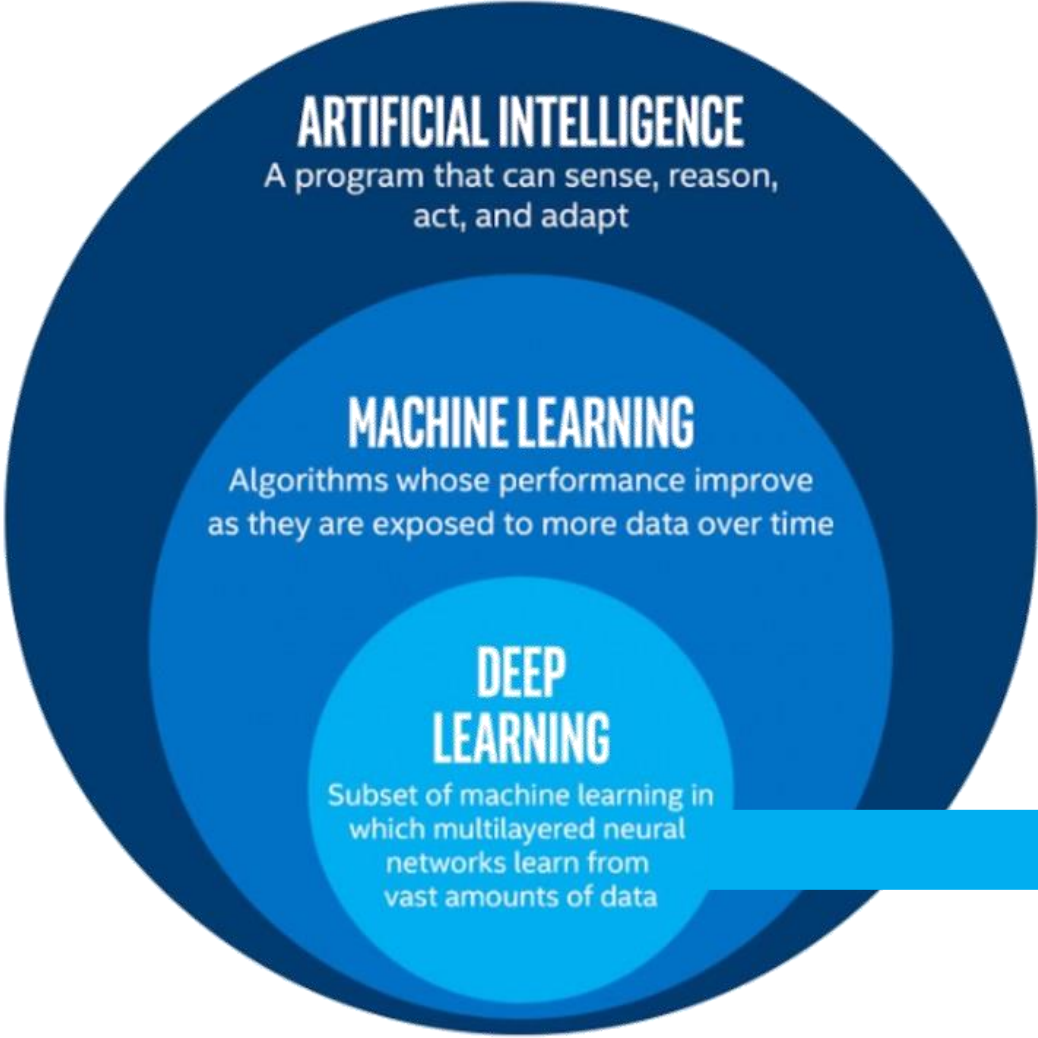 ARTIFICIAL INTELLIGENCE
A program that can sense, reason,
act, and adapt
MACHINE LEARNING
Algorithms whose performance improve
as they are exposed to more data over time
DEEP
LEARNING
Subset of machine learning in
which multilayered neural
networks learn from
vast amounts of data